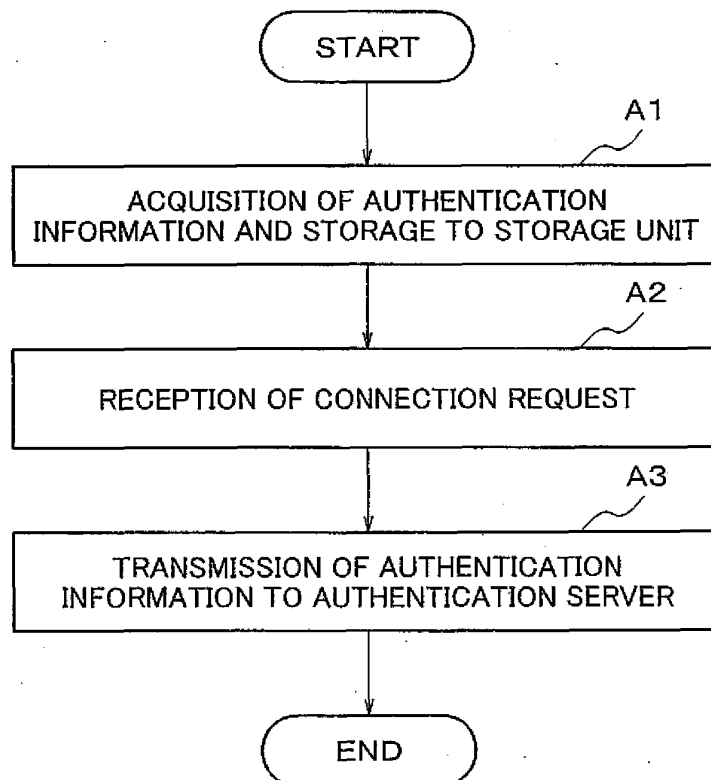 START
A1
ACQUISITION OF AUTHENTICATION
INFORMATION AND STORAGE TO STORAGE UNIT
A2
RECEPTION OF CONNECTION REQUEST
A3
TRANSMISSION OF AUTHENTICATION
INFORMATION TO AUTHENTICATION SERVER
END